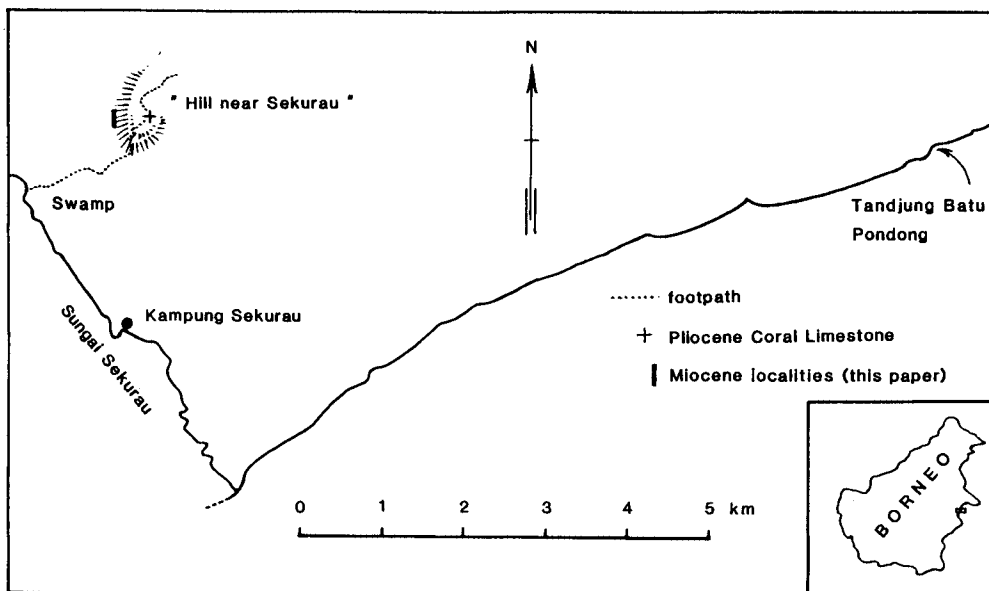 N
" Hill near Sekurau "
Swamp
Tandjung Batu
Pondong
footpath
Kampung Sekurau
Pliocene Coral Limestone
Sungai Sekurau
Miocene localities (this paper)
BORNEO
0 1 2 3 4 5 km